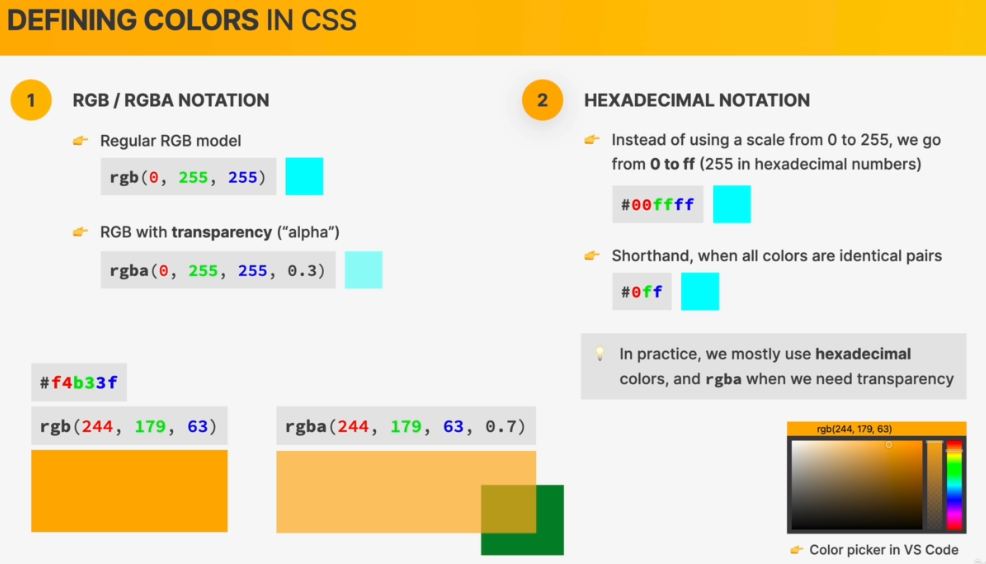 DEFINING COLORS IN CSS
1
RGB / RGBA NOTATION
Regular RGB model
rgb(0, 255, 255)
RGB with transparency (“alpha”)
rgba(0, 255, 255, 0.3)
#f4b33f
rgb(244, 179, 63)
rgba(244, 179, 63, 0.7)
2
HEXADECIMAL NOTATION
Instead of using a scale from 0 to 255, we go
from 0 to ff (255 in hexadecimal numbers)
#00ffff
Shorthand, when all colors are identical pairs
#0ff
In practice, we mostly use hexadecimal
colors, and rgba when we need transparency
rgb(244, 179, 63)
Color picker in VS Code